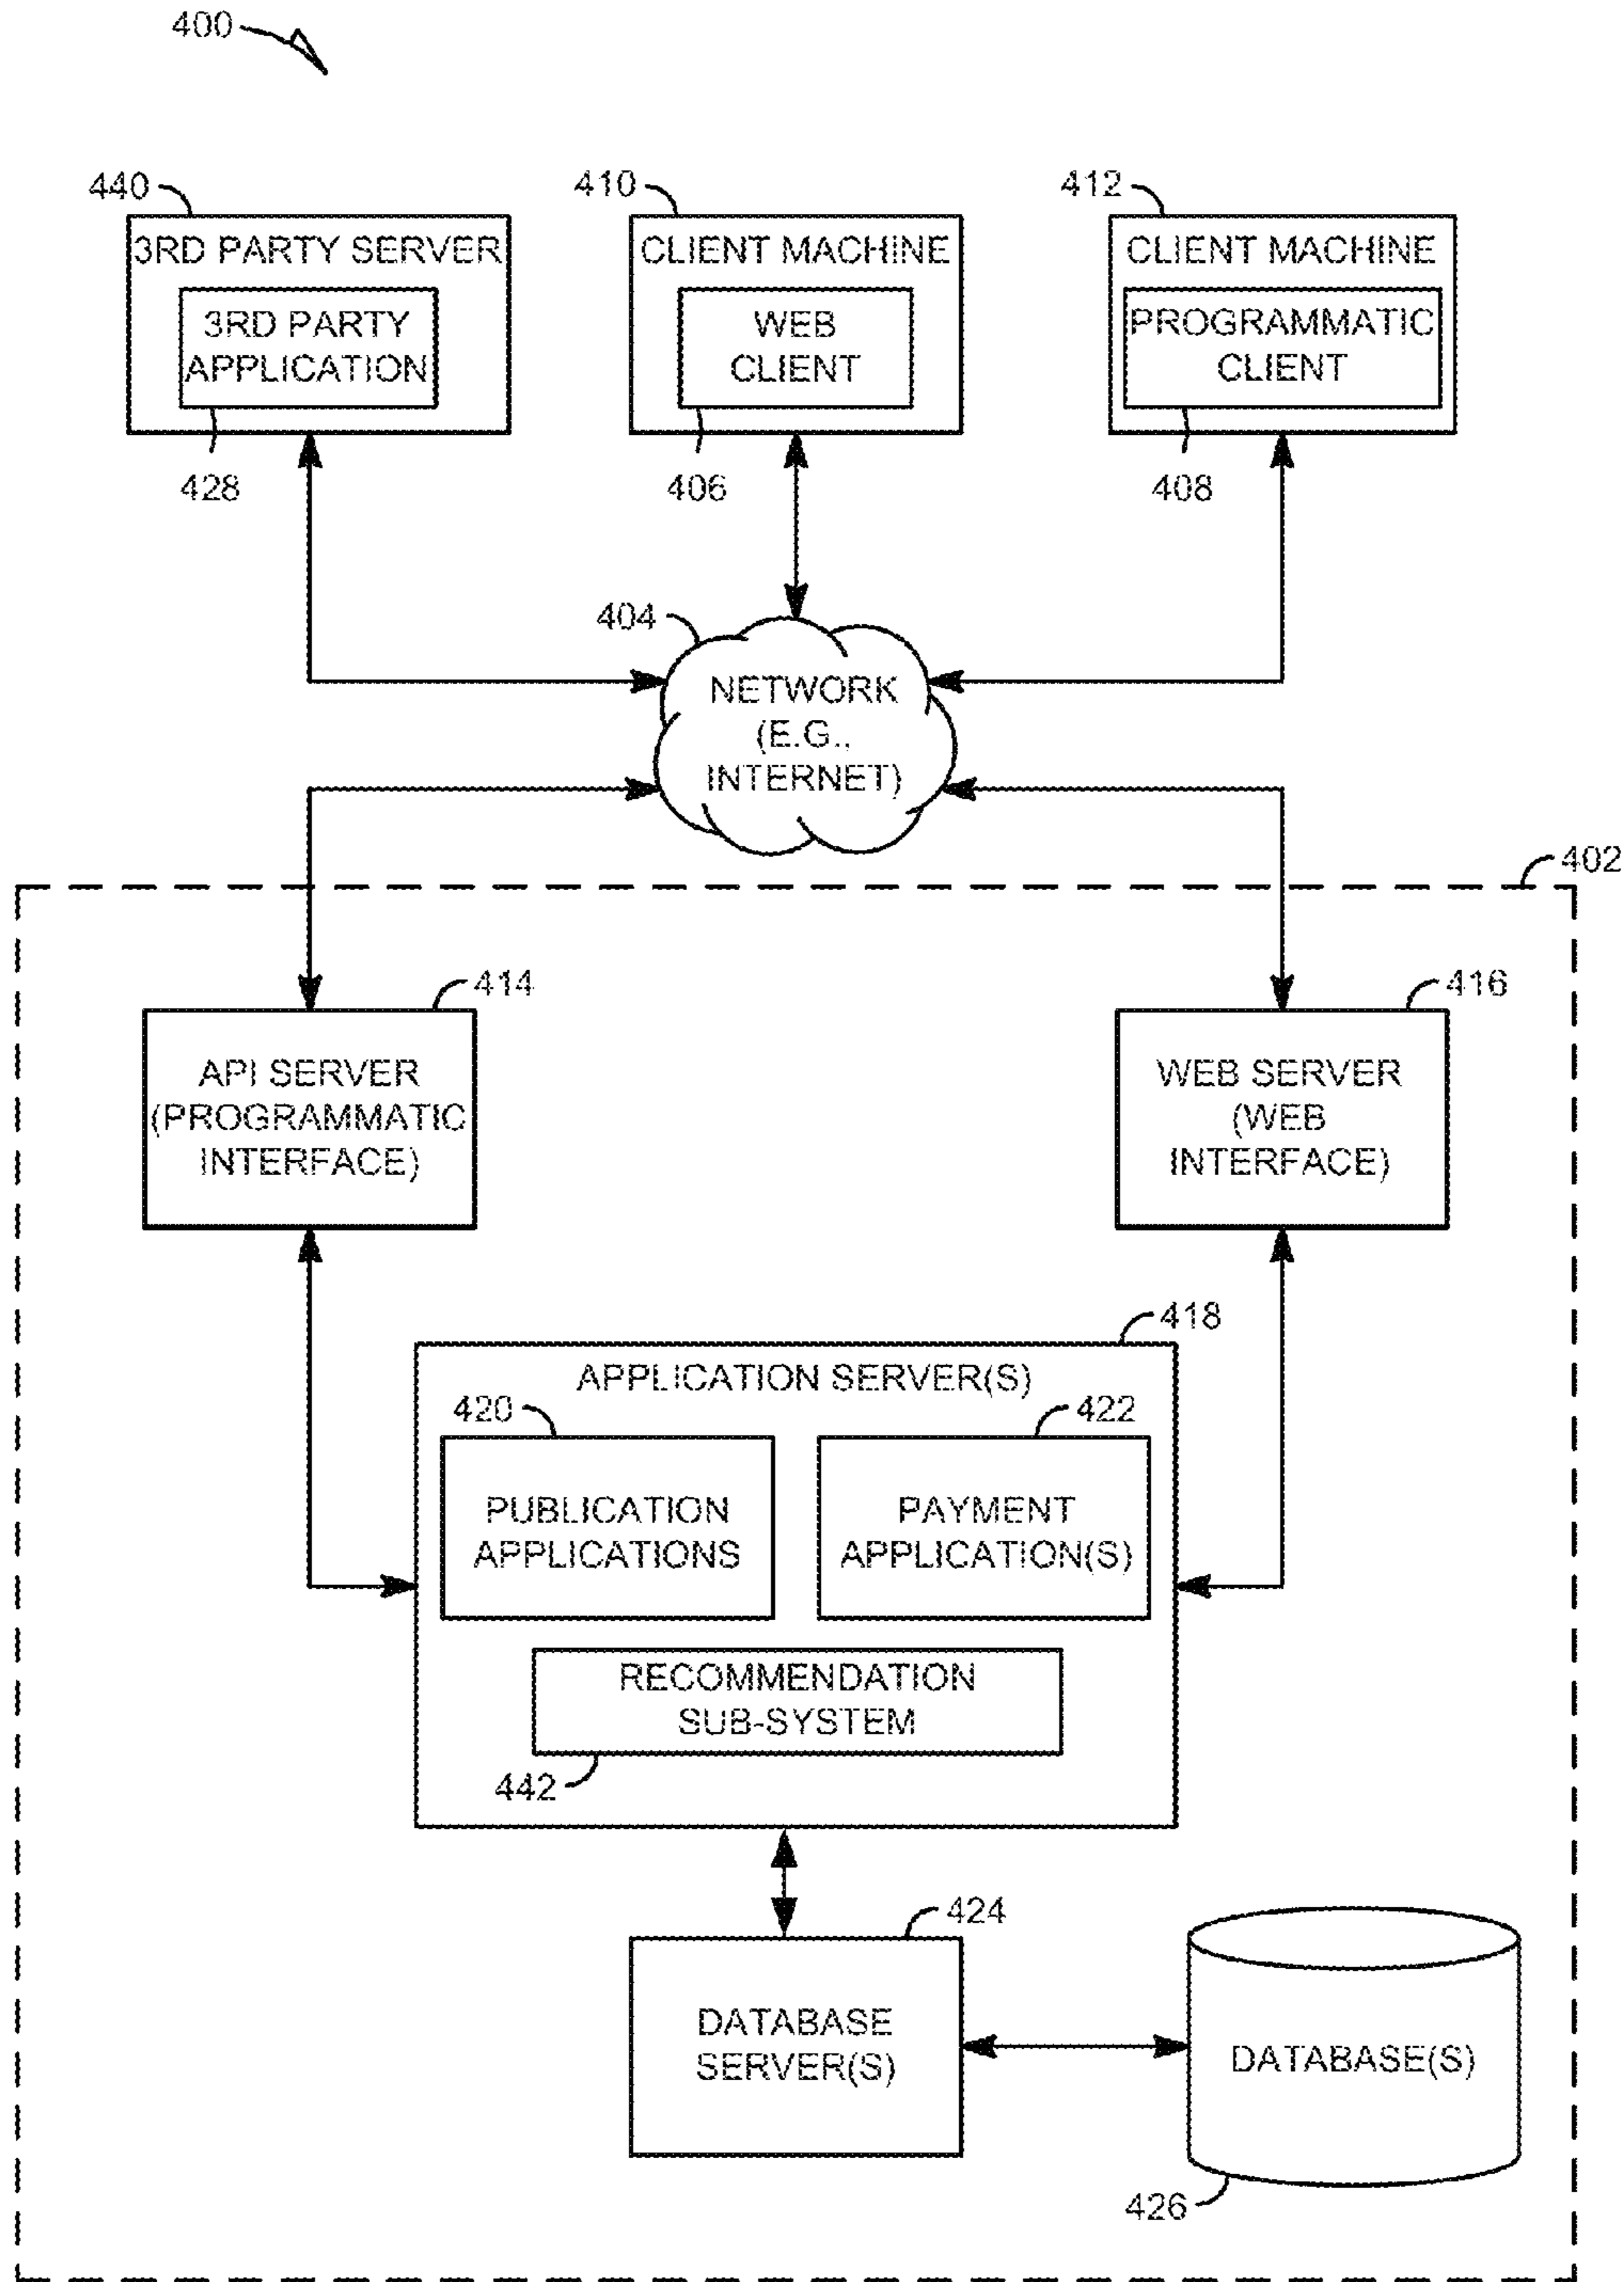 400
440
3RD PARTY SERVER
3RD PARTY
APPLICATION
428
410
CLIENT MACHINE
WEB
CLIENT
406
412
CLIENT MACHINE
PROGRAMMATIC
CLIENT
408
404
NETWORK
(E.G.,
INTERNET)
402
414
API SERVER
(PROGRAMMATIC
INTERFACE)
416
WEB SERVER
(WEB
INTERFACE)
418
APPLICATION SERVER(S)
420
PUBLICATION
APPLICATIONS
422
PAYMENT
APPLICATION(S)
RECOMMENDATION
SUB-SYSTEM
442
424
DATABASE
SERVER(S)
DATABASE(S)
426